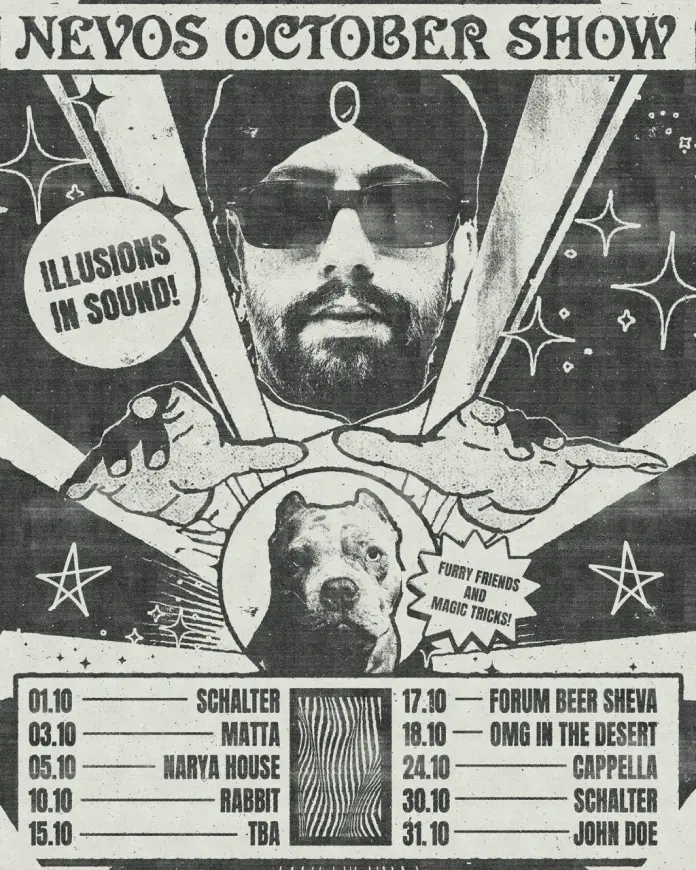 NEVOS OCTOBER SHOW
ILLUSIONS
IN SOUND!
FURRY FRIENDS
AND
MAGIC TRICKS!
01.10 SCHALTER
03.10 MATTA
05.10 NARYA HOUSE
10.10 RABBIT
15.10 TBA
17.10 FORUM BEER SHEVA
18.10 OMG IN THE DESERT
24.10 CAPPELLA
30.10 SCHALTER
31.10 JOHN DOE